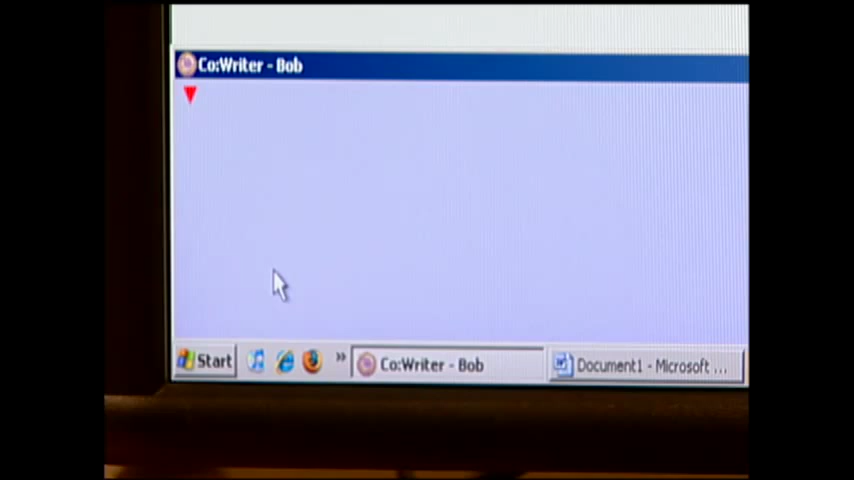 Co:Writer - Bob
Start » Co:Writer - Bob Document1 - Microsoft ...